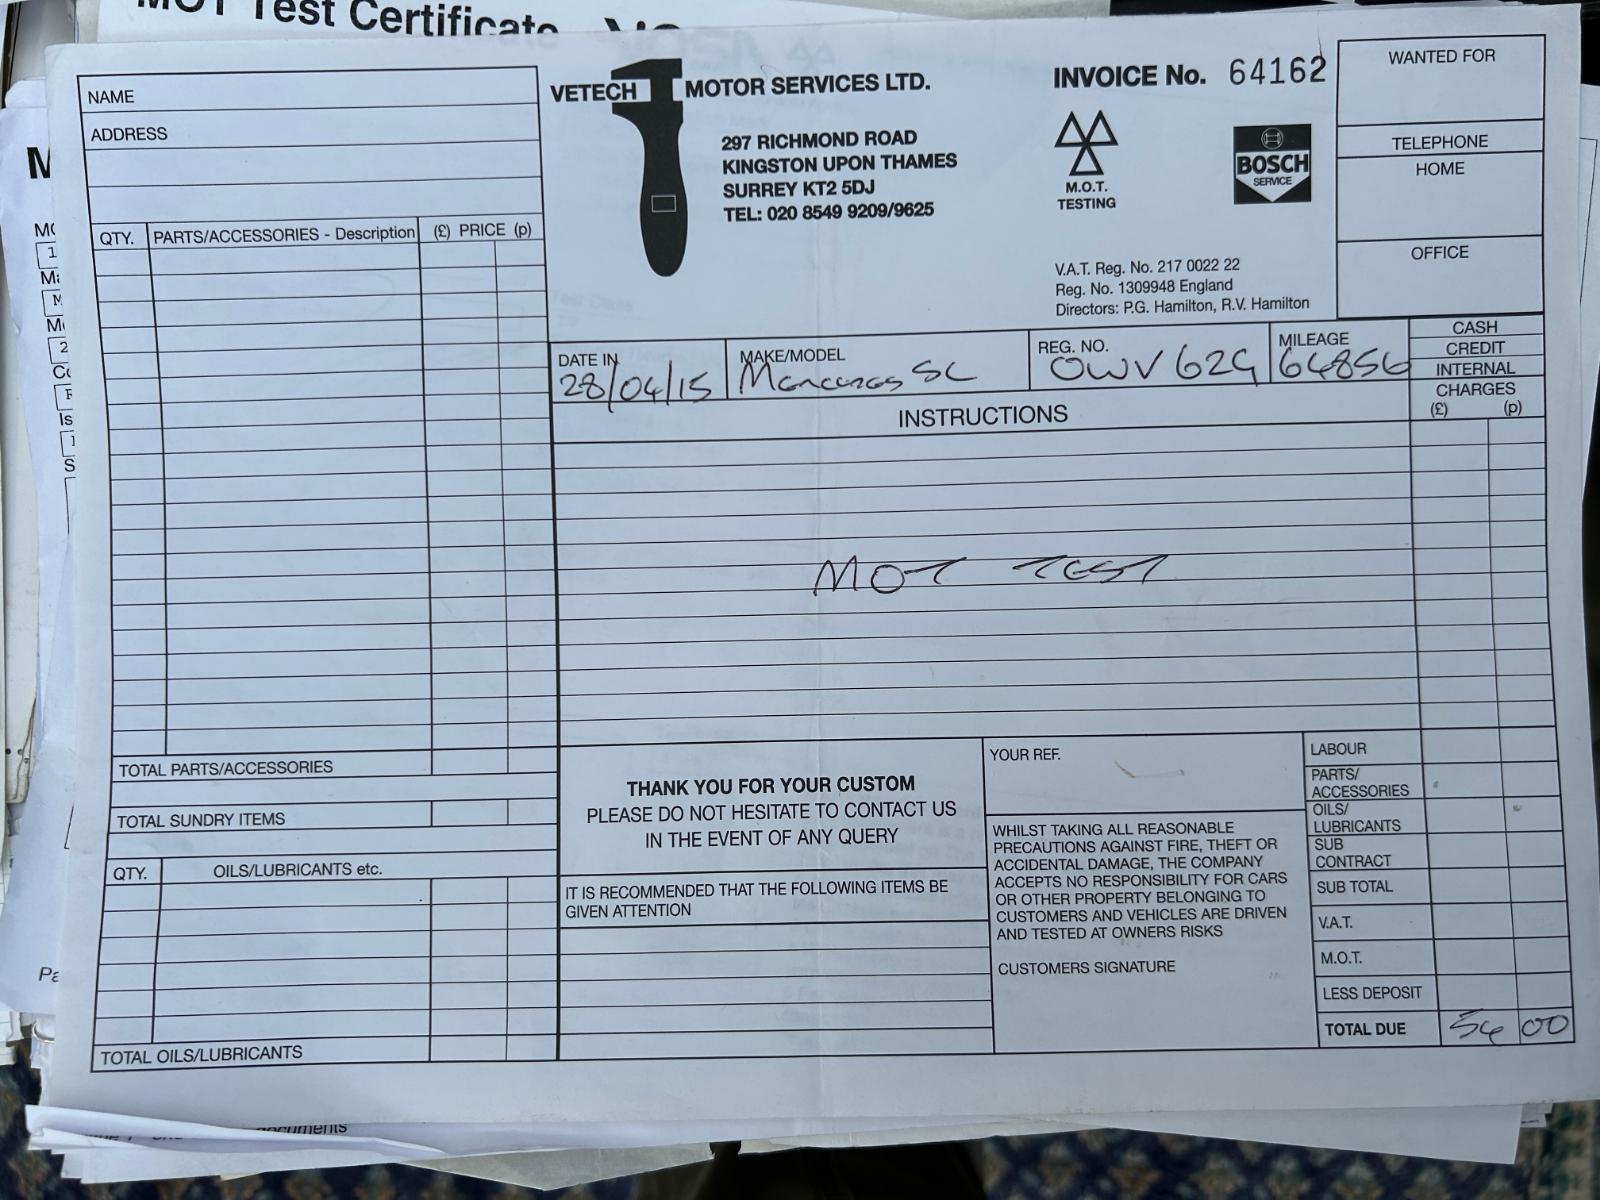 MOT Test Certificate
NAME
ADDRESS
VETECH MOTOR SERVICES LTD.
297 RICHMOND ROAD
KINGSTON UPON THAMES
SURREY KT2 5DJ
TEL: 020 8549 9209/9625
INVOICE No. 64162
M.O.T.
TESTING
BOSCH
SERVICE
V.A.T. Reg. No. 217 0022 22
Reg. No. 1309948 England
Directors: P.G. Hamilton, R.V. Hamilton
WANTED FOR
TELEPHONE
HOME
OFFICE
QTY. PARTS/ACCESSORIES - Description (£) PRICE (p)
DATE IN 28/04/15
MAKE/MODEL SL
REG. NO. OWV 62G
MILEAGE 64856
CASH
CREDIT
INTERNAL
CHARGES
(£) (p)
INSTRUCTIONS
MOT TEST
TOTAL PARTS/ACCESSORIES
TOTAL SUNDRY ITEMS
QTY. OILS/LUBRICANTS etc.
TOTAL OILS/LUBRICANTS
THANK YOU FOR YOUR CUSTOM
PLEASE DO NOT HESITATE TO CONTACT US
IN THE EVENT OF ANY QUERY
IT IS RECOMMENDED THAT THE FOLLOWING ITEMS BE
GIVEN ATTENTION
YOUR REF.
WHILST TAKING ALL REASONABLE
PRECAUTIONS AGAINST FIRE, THEFT OR
ACCIDENTAL DAMAGE, THE COMPANY
ACCEPTS NO RESPONSIBILITY FOR CARS
OR OTHER PROPERTY BELONGING TO
CUSTOMERS AND VEHICLES ARE DRIVEN
AND TESTED AT OWNERS RISKS
CUSTOMERS SIGNATURE
LABOUR
PARTS/
ACCESSORIES
OILS/
LUBRICANTS
SUB
CONTRACT
SUB TOTAL
V.A.T.
M.O.T.
LESS DEPOSIT
TOTAL DUE 54 00